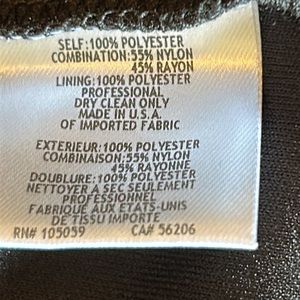 SELF:100% POLYESTER
COMBINATION:55% NYLON
45% RAYON
LINING:100% POLYESTER
PROFESSIONAL
DRY CLEAN ONLY
MADE IN U.S.A.
OF IMPORTED FABRIC
EXTERIEUR:100% POLYESTER
COMBINAISON:55% NYLON
45% RAYONNE
DOUBLURE:100% POLYESTER
NETTOYER A SEC SEULEMENT
PROFESSIONNEL
FABRIQUE AUX ETATS-UNIS
DE TISSU IMPORTE
RN# 105059 CA# 56206